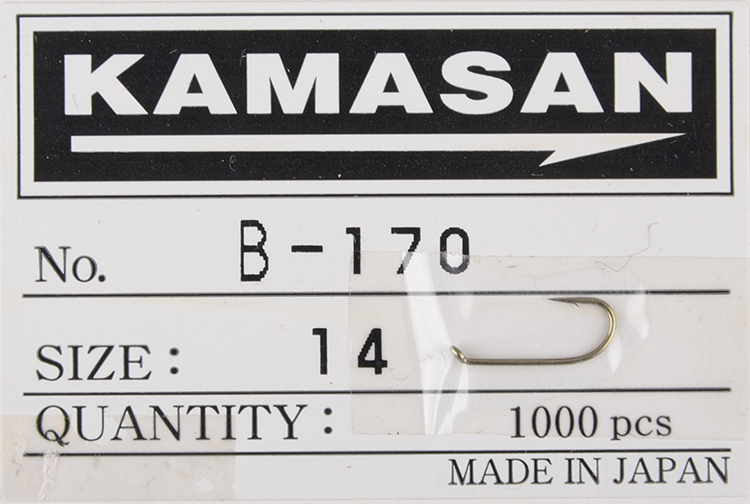 KAMASAN
No. B-170
SIZE: 14
QUANTITY: 1000 pcs
MADE IN JAPAN